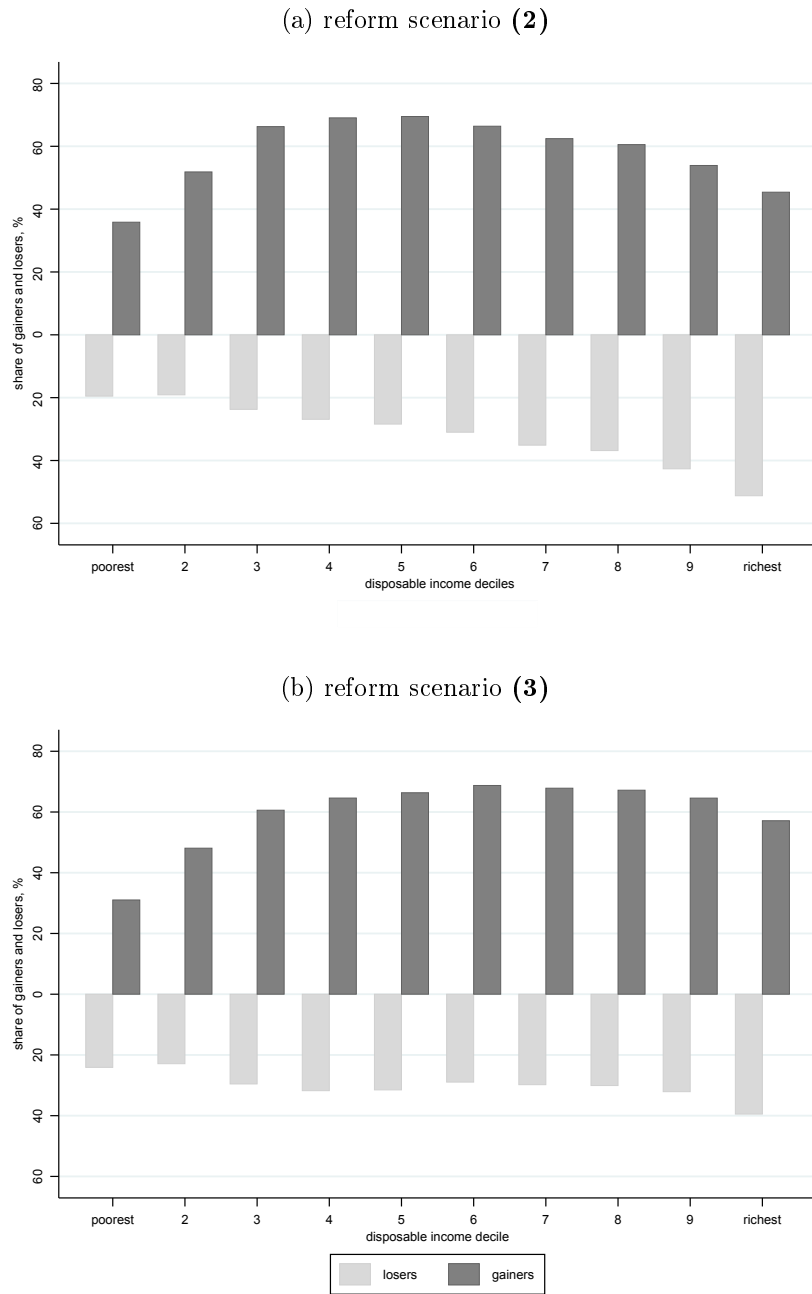 (a) reform scenario (2)
share of gainers and losers, %
80
60
40
20
0
20
40
60
poorest 2 3 4 5 6 7 8 9 richest
disposable income deciles
(b) reform scenario (3)
share of gainers and losers, %
80
60
40
20
0
20
40
60
poorest 2 3 4 5 6 7 8 9 richest
disposable income decile
losers gainers